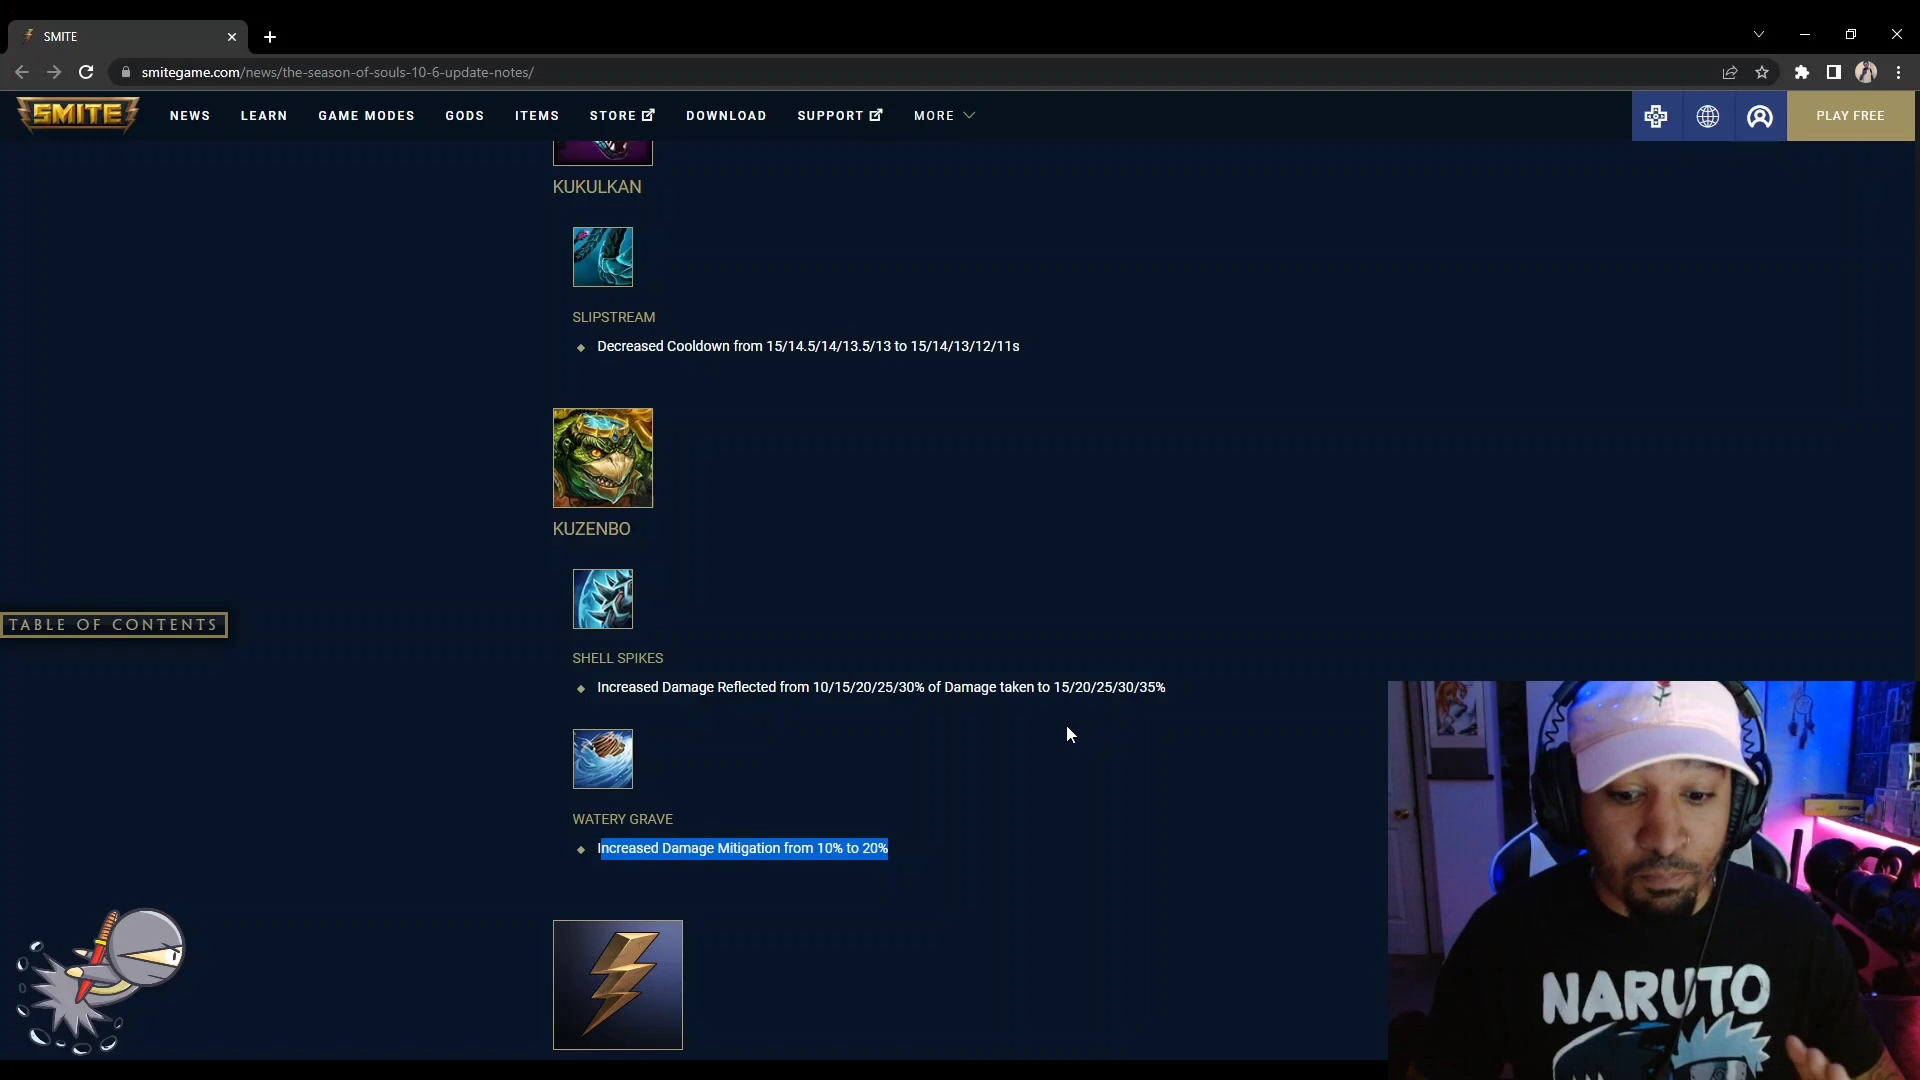 SMITE
smitegame.com/news/the-season-of-souls-10-6-update-notes/
SMITE
NEWS
LEARN
GAME MODES
GODS
ITEMS
STORE
DOWNLOAD
SUPPORT
MORE
PLAY FREE
KUKULKAN
SLIPSTREAM
Decreased Cooldown from 15/14.5/14/13.5/13 to 15/14/13/12/11s
KUZENBO
TABLE OF CONTENTS
SHELL SPIKES
Increased Damage Reflected from 10/15/20/25/30% of Damage taken to 15/20/25/30/35%
WATERY GRAVE
Increased Damage Mitigation from 10% to 20%
NARUTO